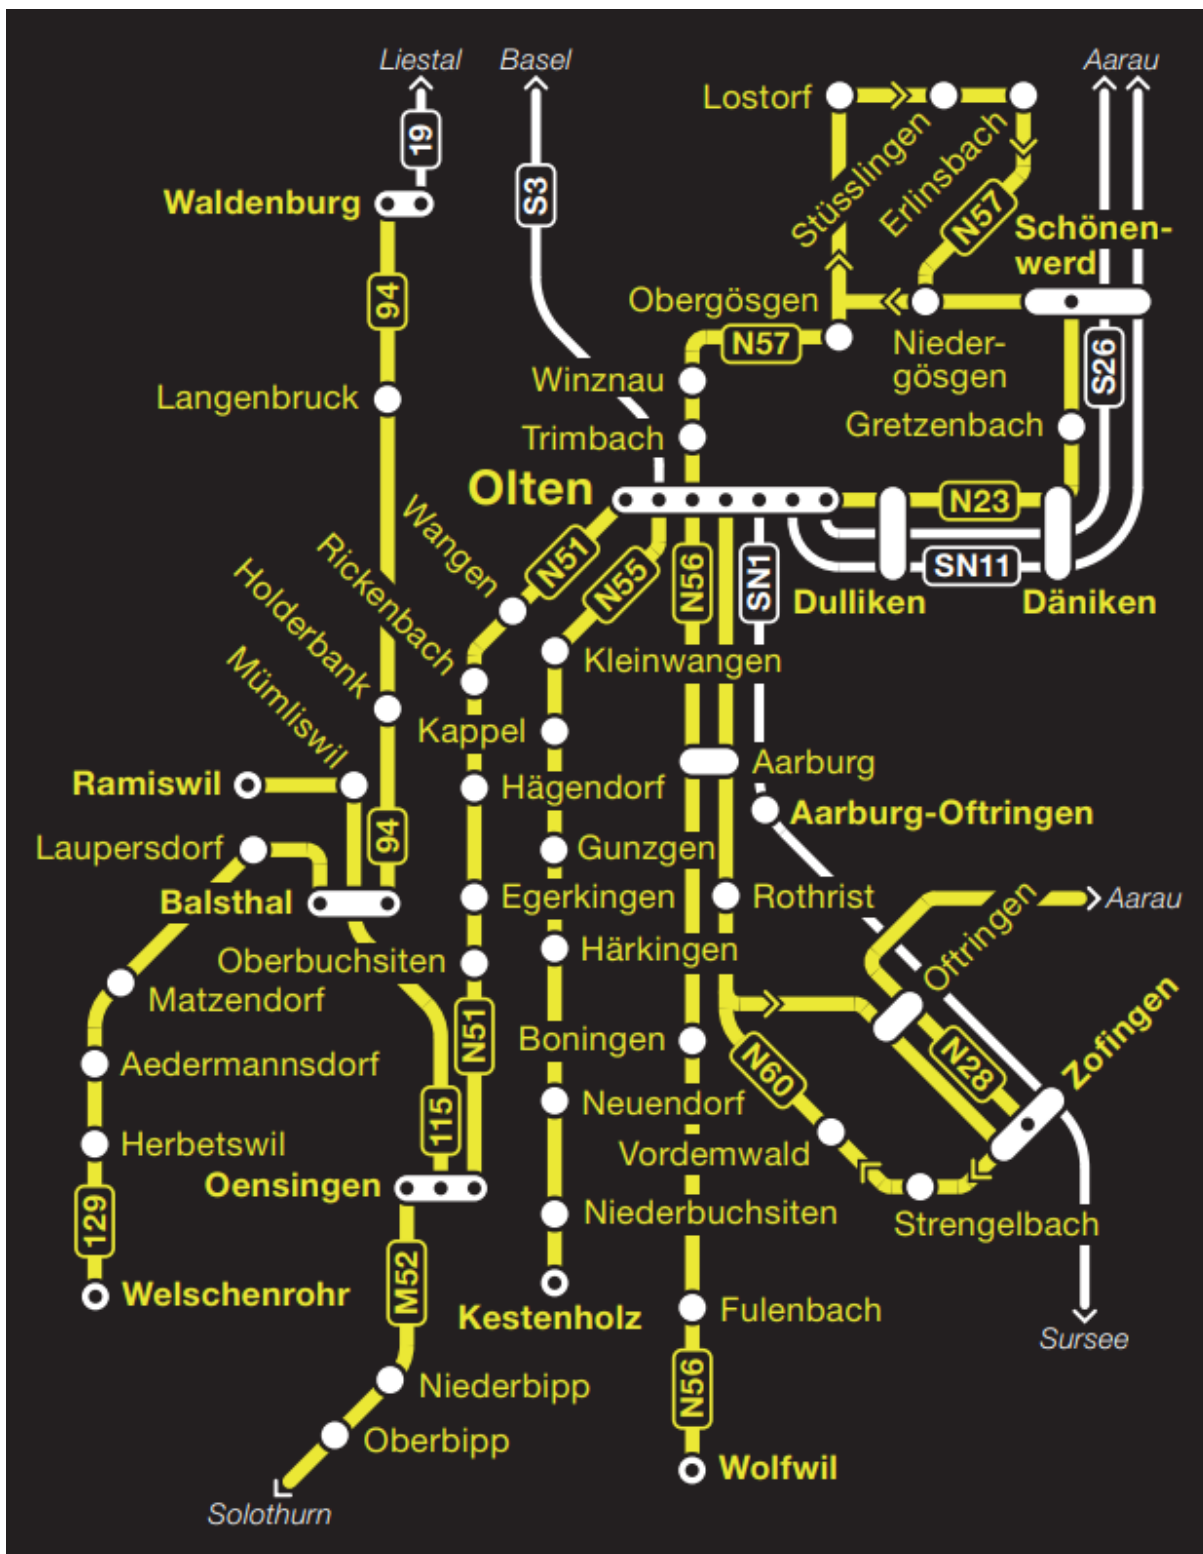 Liestal
Basel
Aarau
Lostorf
19
S3
Stüsslingen
Erlinsbach
Waldenburg
N57
Schönen-
werd
94
Obergösgen
N57
Nieder-
gösgen
S26
Winznau
Langenbruck
Trimbach
Gretzenbach
Olten
Wangen
N51
N55
N56
SN1
N23
SN11
Rickenbach
Dulliken
Däniken
Holderbank
Kleinwangen
Mümliswil
Kappel
Aarburg
Ramiswil
Hägendorf
Aarburg-Oftringen
94
Laupersdorf
Gunzgen
Balsthal
Egerkingen
Rothrist
Aarau
Oftringen
Oberbuchsiten
Härkingen
Matzendorf
Zofingen
N51
Boningen
N28
Aedermannsdorf
N60
115
Neuendorf
Herbetswil
Vordemwald
Oensingen
129
Niederbuchsiten
Strengelbach
M52
Welschenrohr
Kestenholz
Fulenbach
Sursee
Niederbipp
N56
Oberbipp
Wolfwil
Solothurn